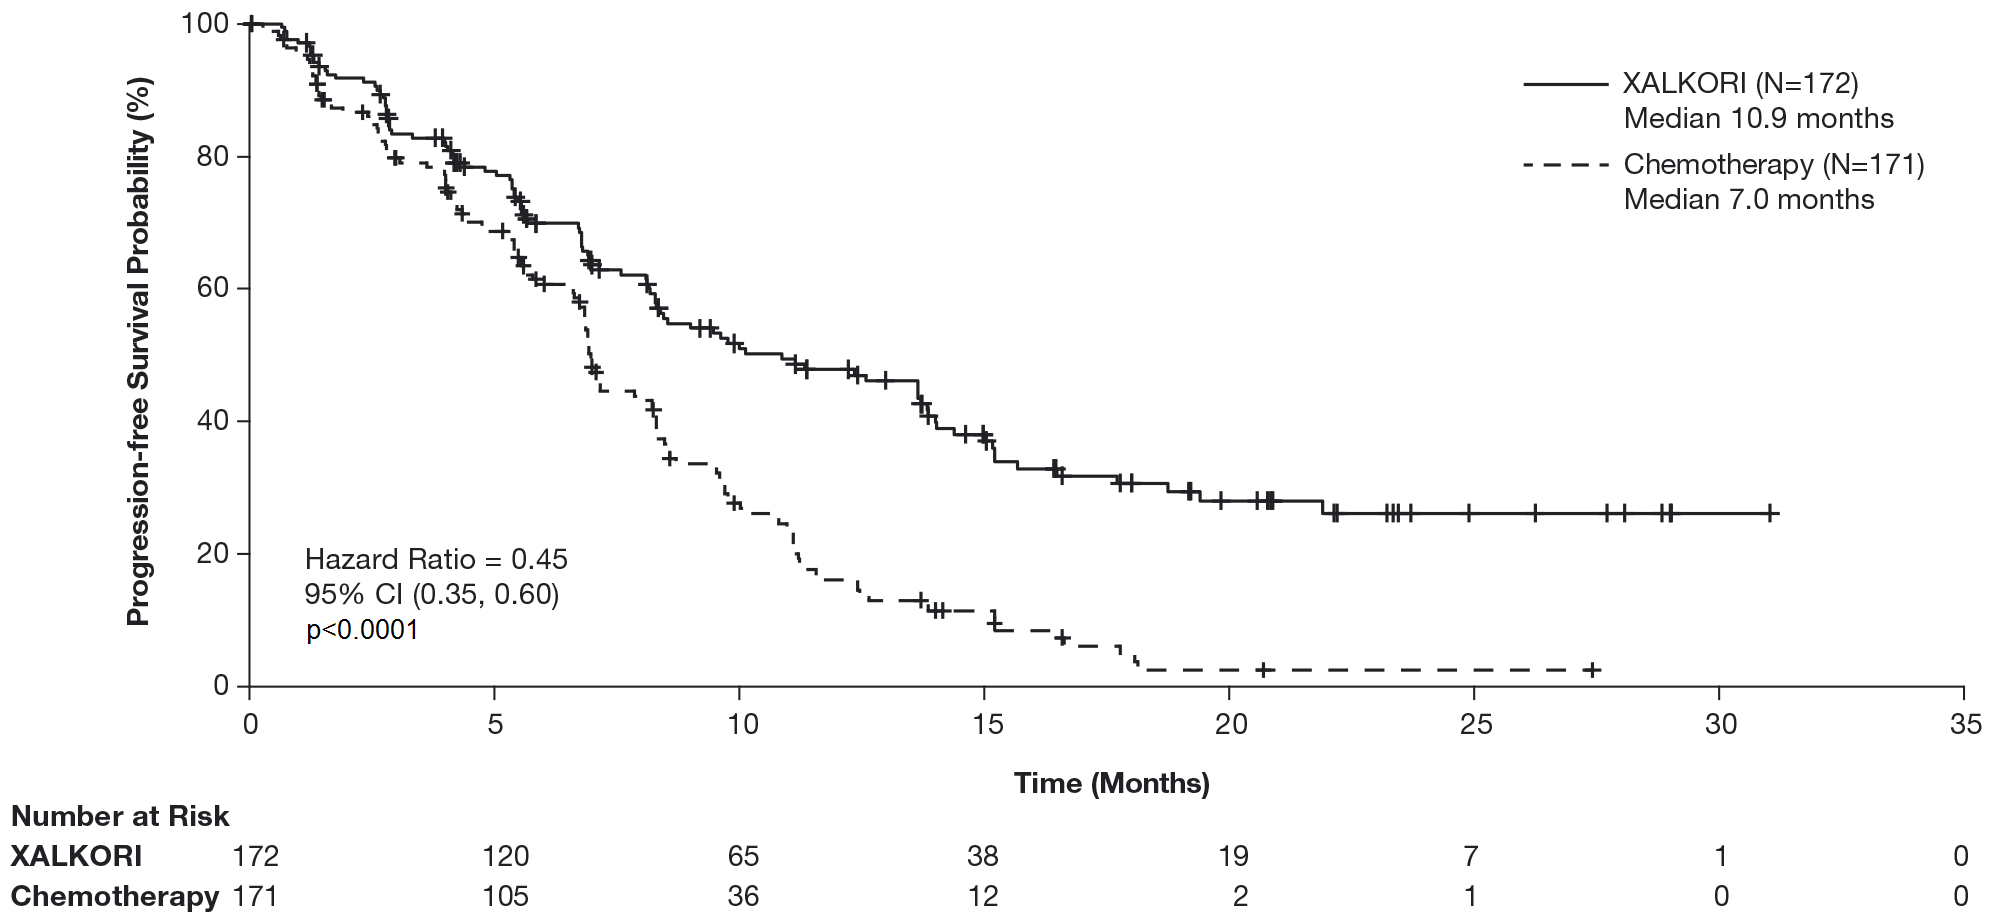 100
80
60
40
20
0
Progression-free Survival Probability (%)
XALKORI (N=172)
Median 10.9 months
Chemotherapy (N=171)
Median 7.0 months
Hazard Ratio = 0.45
95% CI (0.35, 0.60)
p<0.0001
0 5 10 15 20 25 30 35
Time (Months)
Number at Risk
XALKORI 172 120 65 38 19 7 1 0
Chemotherapy 171 105 36 12 2 1 0 0